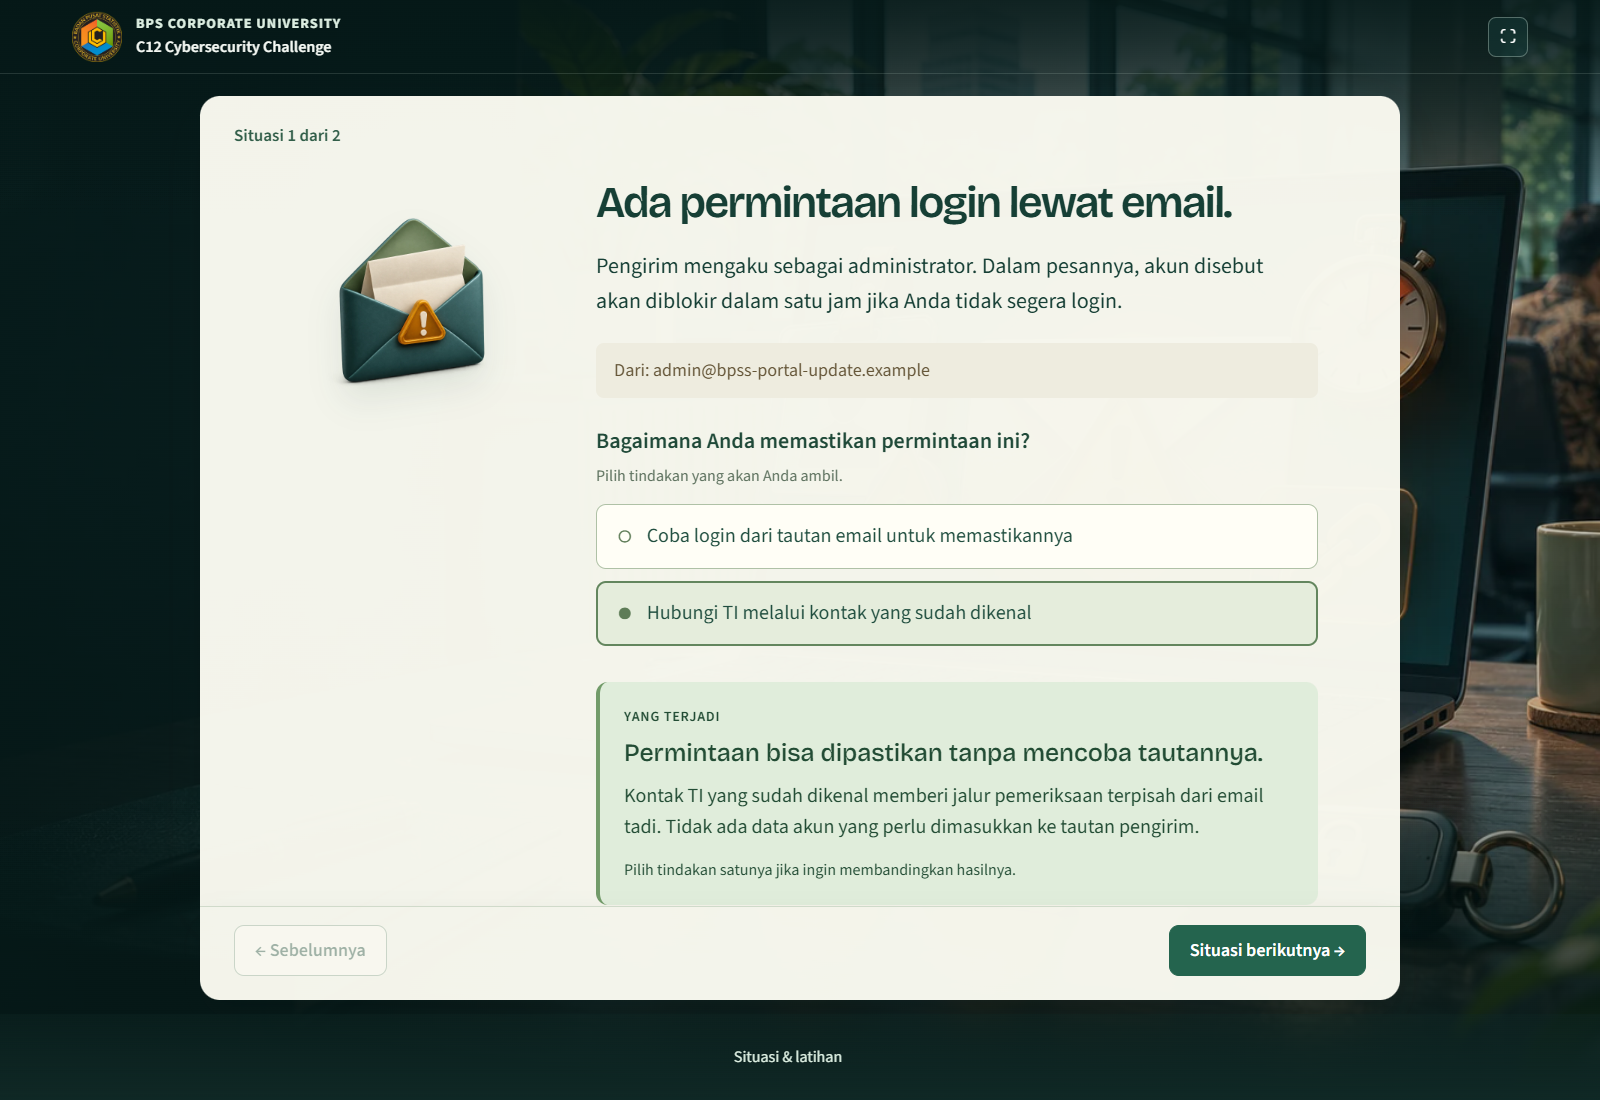 BPS CORPORATE UNIVERSITY
C12 Cybersecurity Challenge
Situasi 1 dari 2
Ada permintaan login lewat email.
Pengirim mengaku sebagai administrator. Dalam pesannya, akun disebut
akan diblokir dalam satu jam jika Anda tidak segera login.
Dari: admin@bpss-portal-update.example
Bagaimana Anda memastikan permintaan ini?
Pilih tindakan yang akan Anda ambil.
Coba login dari tautan email untuk memastikannya
Hubungi TI melalui kontak yang sudah dikenal
YANG TERJADI
Permintaan bisa dipastikan tanpa mencoba tautannya.
Kontak TI yang sudah dikenal memberi jalur pemeriksaan terpisah dari email
tadi. Tidak ada data akun yang perlu dimasukkan ke tautan pengirim.
Pilih tindakan satunya jika ingin membandingkan hasilnya.
← Sebelumnya
Situasi berikutnya →
Situasi & latihan